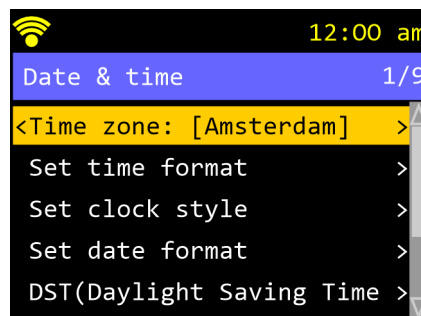 12:00 am
Date & time 1/9
<Time zone: [Amsterdam] >
Set time format >
Set clock style >
Set date format >
DST(Daylight Saving Time >